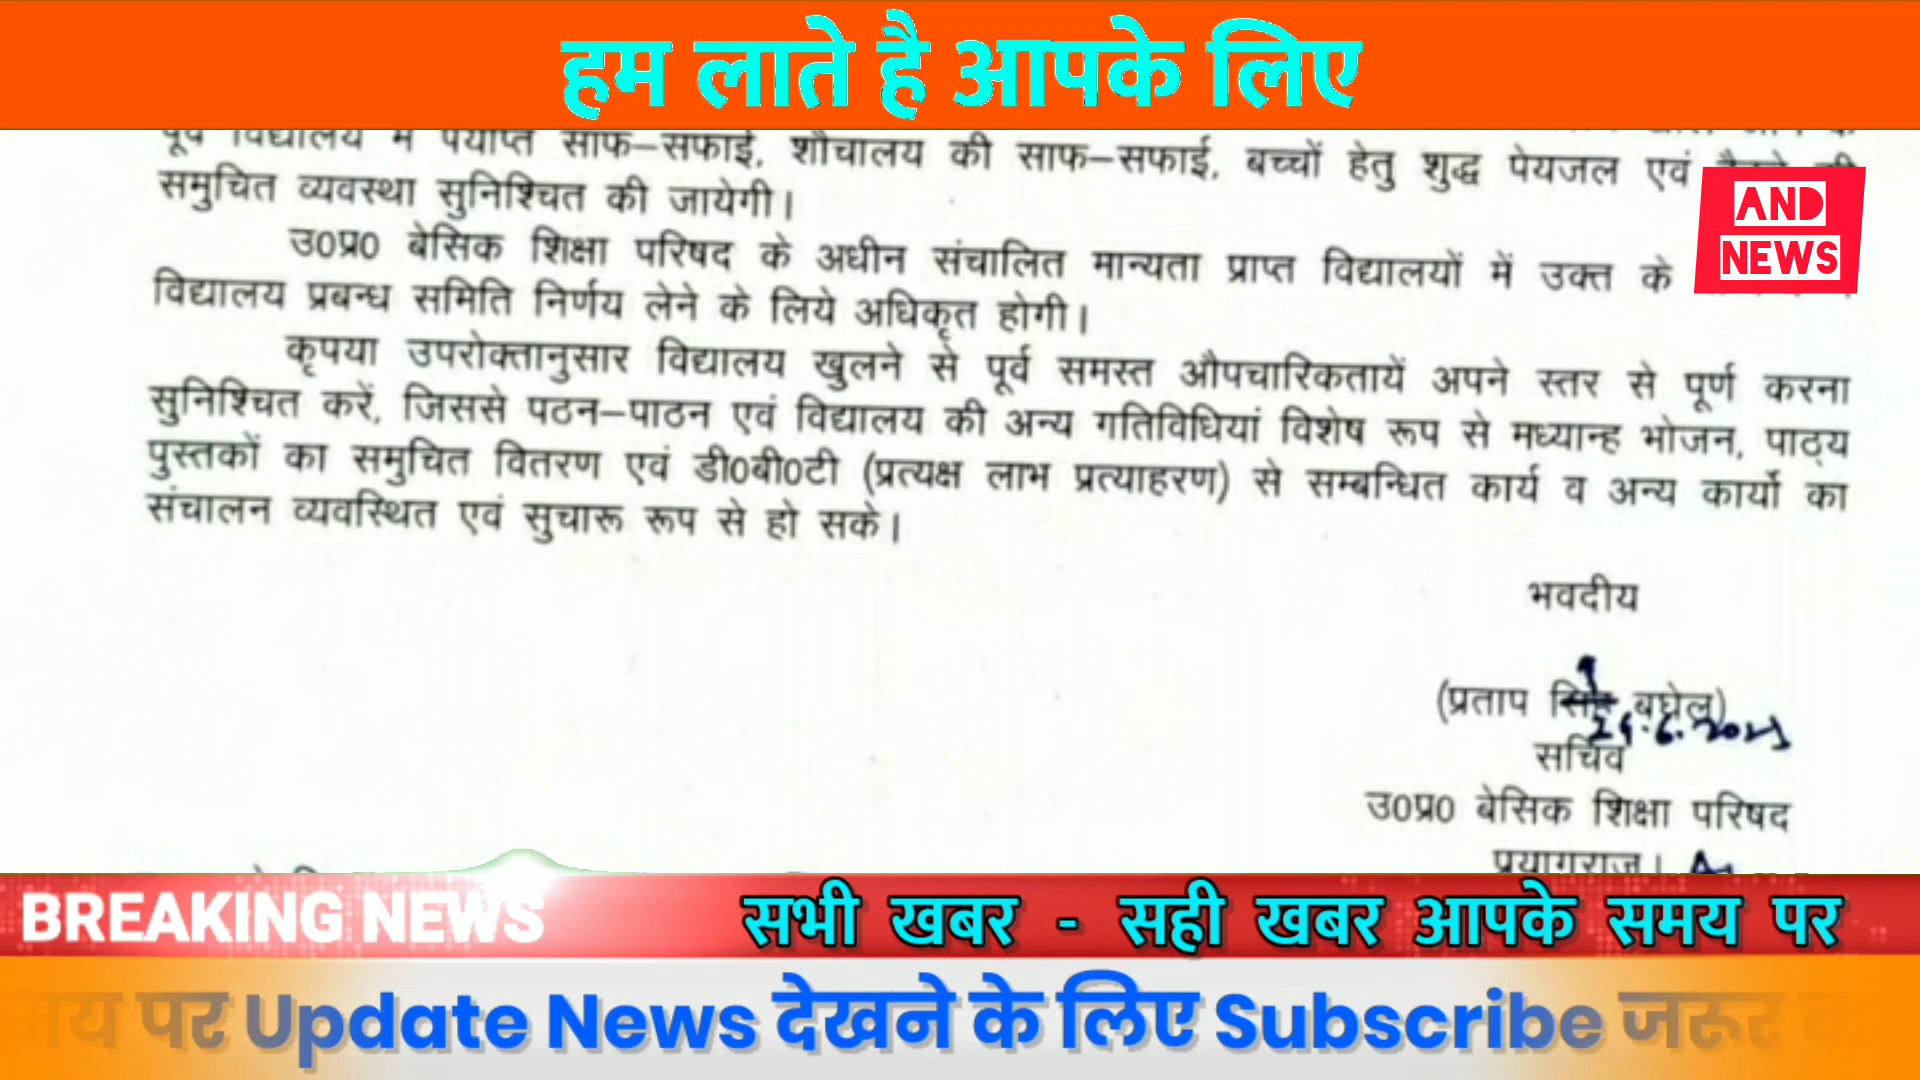 हम लाते है आपके लिए
पूर्व विद्यालय में पर्याप्त साफ–सफाई, शौचालय की साफ–सफाई, बच्चों हेतु शुद्ध पेयजल एवं
समुचित व्यवस्था सुनिश्चित की जायेगी।
AND
NEWS
उ0प्र0 बेसिक शिक्षा परिषद के अधीन संचालित मान्यता प्राप्त विद्यालयों में उक्त के
विद्यालय प्रबन्ध समिति निर्णय लेने के लिये अधिकृत होगी।
कृपया उपरोक्तानुसार विद्यालय खुलने से पूर्व समस्त औपचारिकतायें अपने स्तर से पूर्ण करना
सुनिश्चित करें, जिससे पठन–पाठन एवं विद्यालय की अन्य गतिविधियां विशेष रूप से मध्यान्ह भोजन, पाठ्य
पुस्तकों का समुचित वितरण एवं डी0बी0टी (प्रत्यक्ष लाभ प्रत्याहरण) से सम्बन्धित कार्य व अन्य कार्यो का
संचालन व्यवस्थित एवं सुचारू रूप से हो सके।
भवदीय
(प्रताप सिंह बघेल)
सचिव
उ0प्र0 बेसिक शिक्षा परिषद
प्रयागराज।
BREAKING NEWS
सभी खबर - सही खबर आपके समय पर
मय पर Update News देखने के लिए Subscribe जरूर